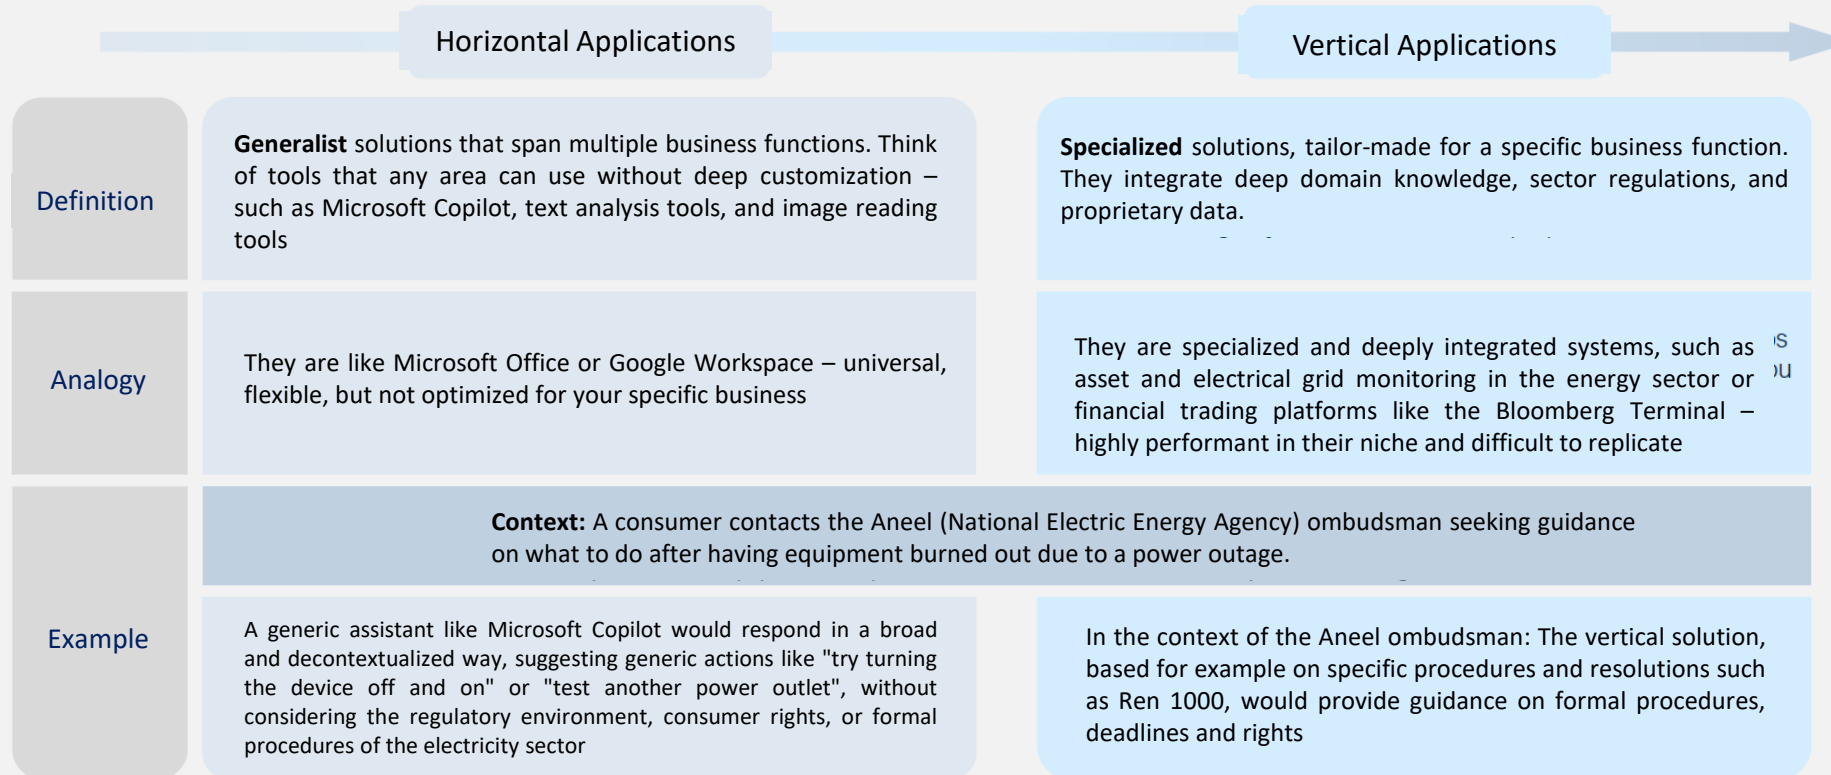 Horizontal Applications
Vertical Applications
Definition
Generalist solutions that span multiple business functions. Think
of tools that any area can use without deep customization –
such as Microsoft Copilot, text analysis tools, and image reading
tools
Specialized solutions, tailor-made for a specific business function.
They integrate deep domain knowledge, sector regulations, and
proprietary data.
Analogy
They are like Microsoft Office or Google Workspace – universal,
flexible, but not optimized for your specific business
They are specialized and deeply integrated systems, such as
asset and electrical grid monitoring in the energy sector or
financial trading platforms like the Bloomberg Terminal –
highly performant in their niche and difficult to replicate
Example
Context: A consumer contacts the Aneel (National Electric Energy Agency) ombudsman seeking guidance
on what to do after having equipment burned out due to a power outage.
A generic assistant like Microsoft Copilot would respond in a broad
and decontextualized way, suggesting generic actions like "try turning
the device off and on" or "test another power outlet", without
considering the regulatory environment, consumer rights, or formal
procedures of the electricity sector
In the context of the Aneel ombudsman: The vertical solution,
based for example on specific procedures and resolutions such
as Ren 1000, would provide guidance on formal procedures,
deadlines and rights